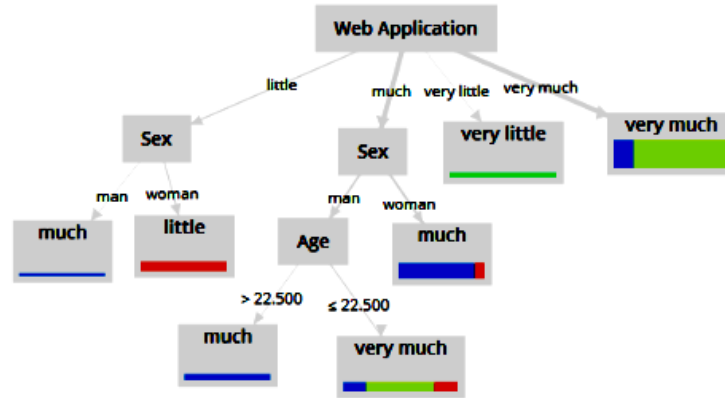 Web Application
little
much
very little
very much
Sex
Sex
very little
very much
man
woman
man
woman
much
little
Age
much
> 22.500
≤ 22.500
much
very much